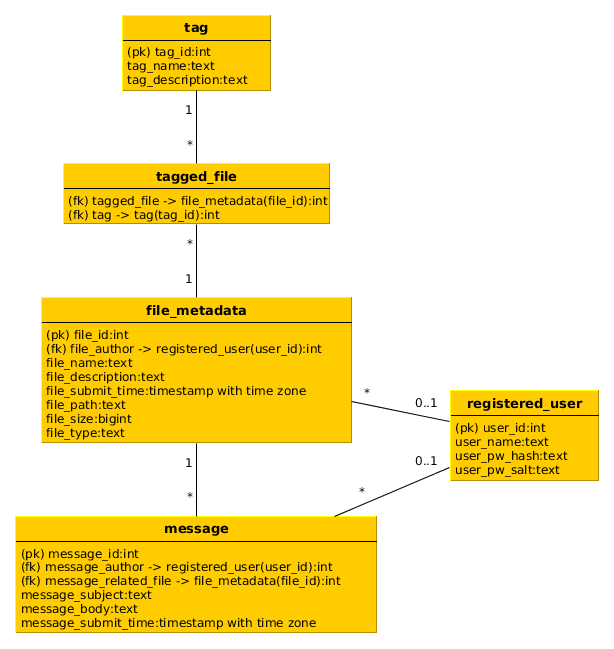 tag
(pk) tag_id:int
tag_name:text
tag_description:text
1
*
tagged_file
(fk) tagged_file -> file_metadata(file_id):int
(fk) tag -> tag(tag_id):int
*
1
file_metadata
(pk) file_id:int
(fk) file_author -> registered_user(user_id):int
file_name:text
file_description:text
file_submit_time:timestamp with time zone
file_path:text
file_size:bigint
file_type:text
*
0..1
registered_user
(pk) user_id:int
user_name:text
user_pw_hash:text
user_pw_salt:text
0..1
*
1
*
message
(pk) message_id:int
(fk) message_author -> registered_user(user_id):int
(fk) message_related_file -> file_metadata(file_id):int
message_subject:text
message_body:text
message_submit_time:timestamp with time zone